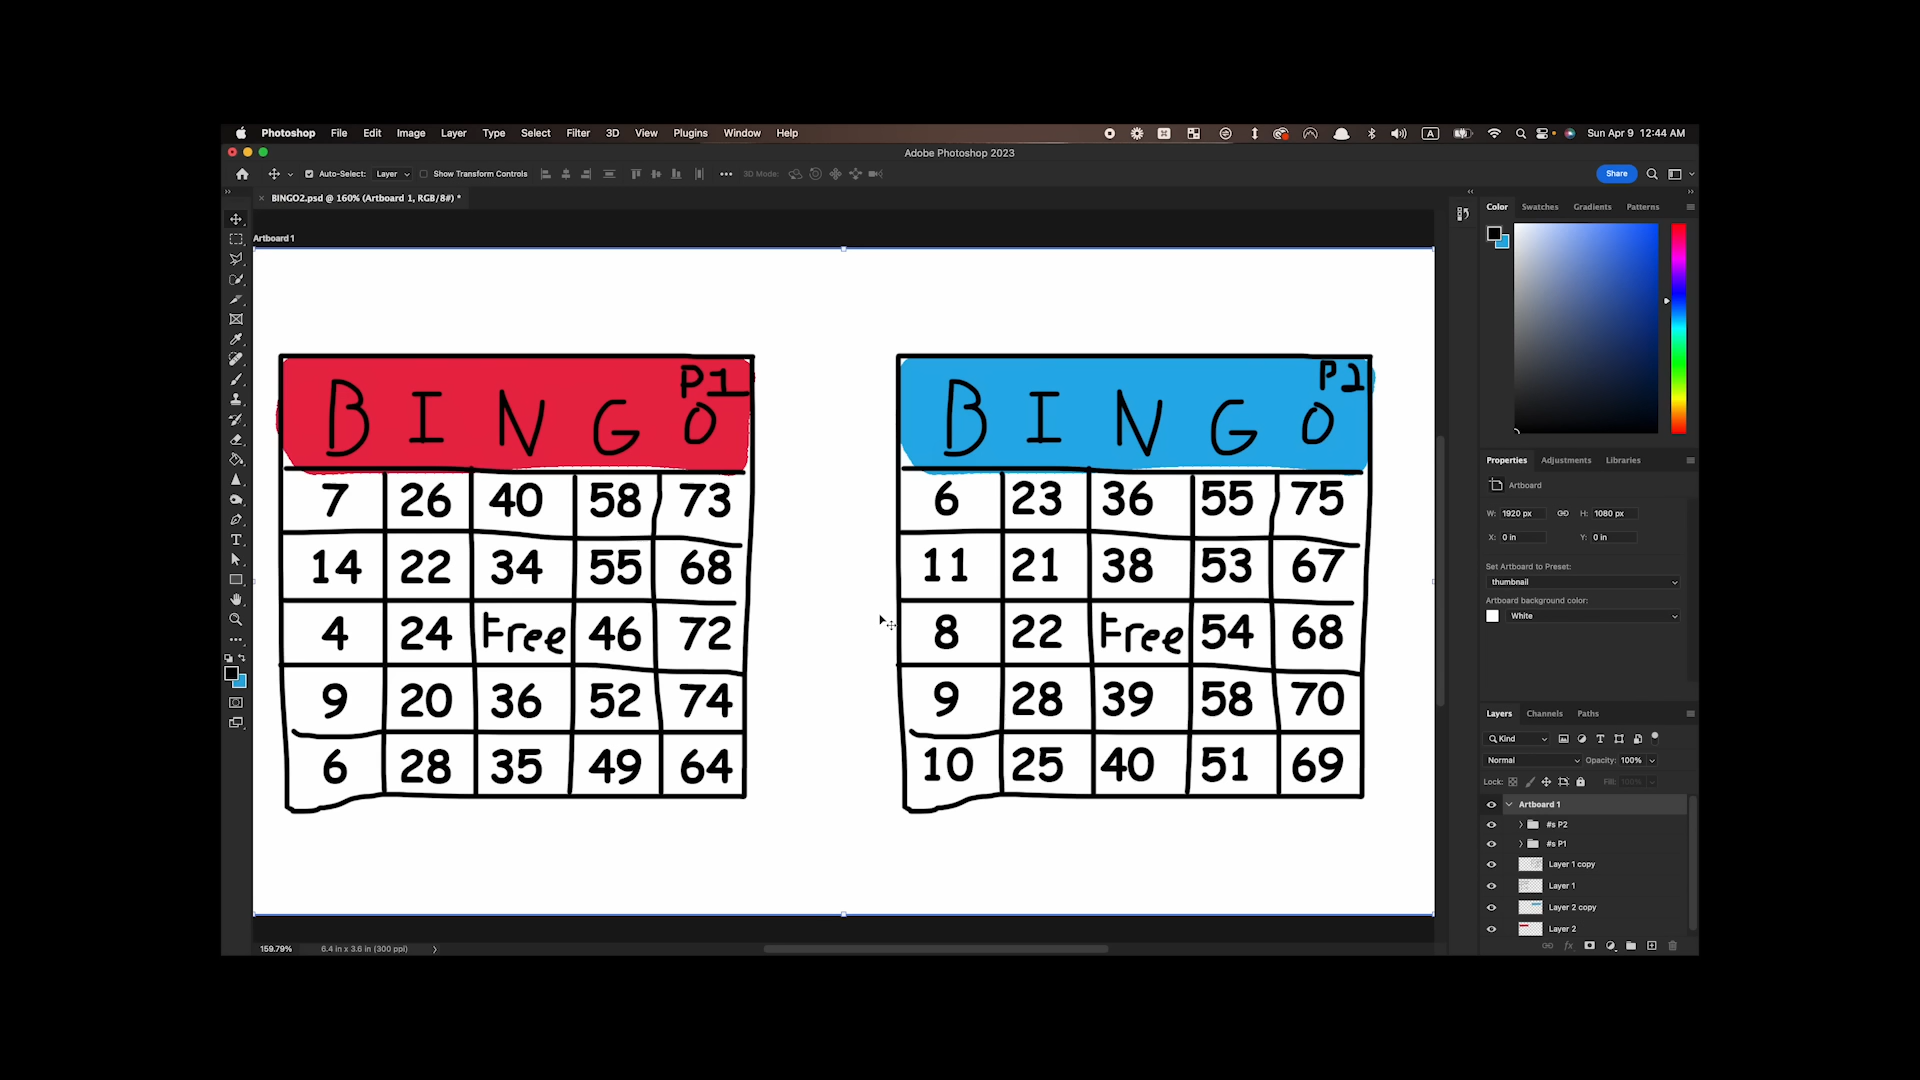 Photoshop File Edit Image Layer Type Select Filter 3D View Plugins Window Help A Sun Apr 9 12:44 AM
Adobe Photoshop 2023
Auto-Select: Layer Show Transform Controls 3D Mode: Share
BINGO2.psd @ 160% (Artboard 1, RGB/8#) *
Artboard 1
P1
B I N G O
7 26 40 58 73
14 22 34 55 68
4 24 Free 46 72
9 20 36 52 74
6 28 35 49 64
P2
B I N G O
6 23 36 55 75
11 21 38 53 67
8 22 Free 54 68
9 28 39 58 70
10 25 40 51 69
159.79% 6.4 in x 3.6 in (300 ppi)
Color Swatches Gradients Patterns
Properties Adjustments Libraries
Artboard
W: 1920 px H: 1080 px
X: 0 in Y: 0 in
Set Artboard to Preset:
thumbnail
Artboard background color:
White
Layers Channels Paths
Kind
Normal Opacity: 100%
Lock: Fill: 100%
Artboard 1
#s P2
#s P1
Layer 1 copy
Layer 1
Layer 2 copy
Layer 2